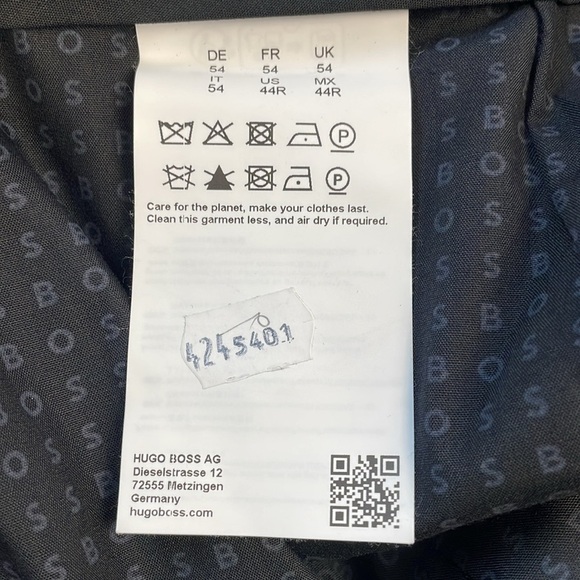 DE FR UK
54 54 54
IT US MX
54 44R 44R
P
P
Care for the planet, make your clothes last.
Clean this garment less, and air dry if required.
4245401
HUGO BOSS AG
Dieselstrasse 12
72555 Metzingen
Germany
hugoboss.com
BOSS